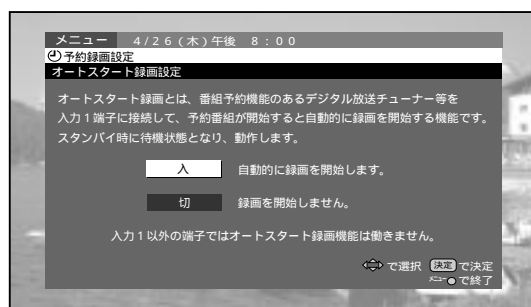 メニュー 4/26(木)午後 8:00
予約録画設定
オートスタート録画設定
オートスタート録画とは、番組予約機能のあるデジタル放送チューナー等を
入力1端子に接続して、予約番組が開始すると自動的に録画を開始する機能です。
スタンバイ時に待機状態となり、動作します。
入 自動的に録画を開始します。
切 録画を開始しません。
入力1以外の端子ではオートスタート録画機能は働きません。
で選択 決定 で決定
メニュー で終了